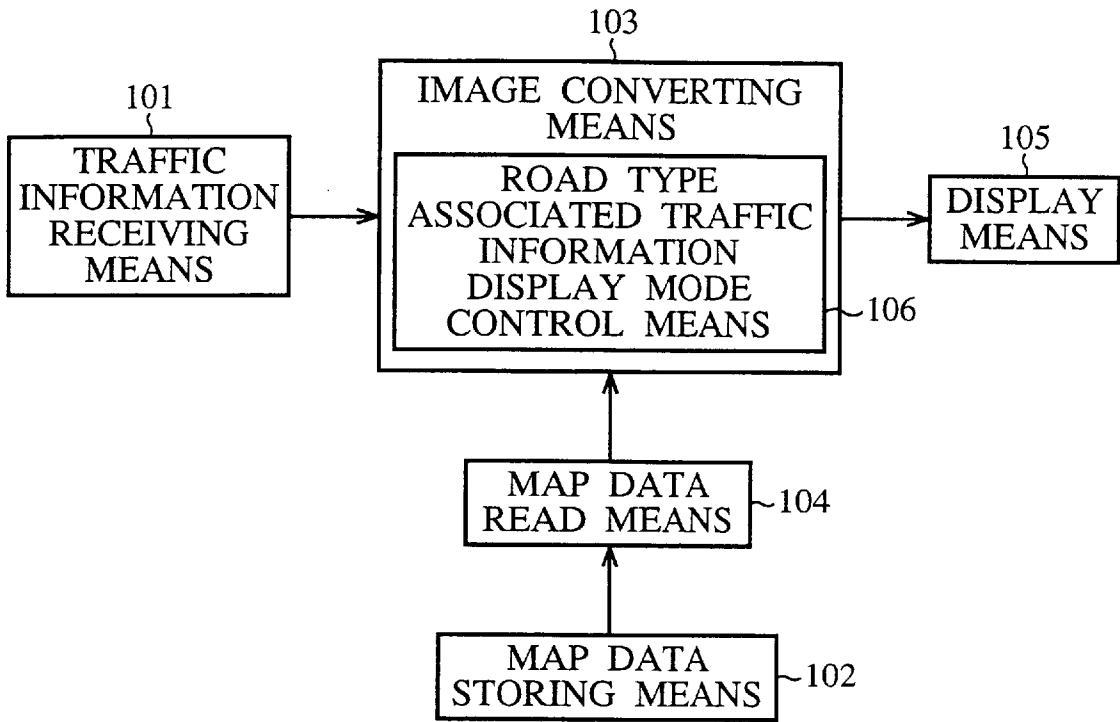 103
IMAGE CONVERTING
MEANS
101
TRAFFIC
INFORMATION
RECEIVING
MEANS
ROAD TYPE
ASSOCIATED TRAFFIC
INFORMATION
DISPLAY MODE
CONTROL MEANS
106
105
DISPLAY
MEANS
MAP DATA
READ MEANS
104
MAP DATA
STORING MEANS
102